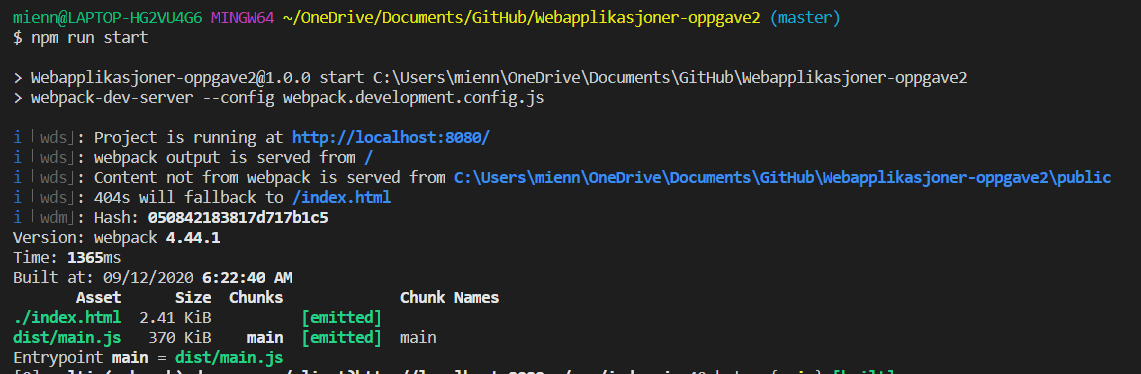 mienn@LAPTOP-HG2VU4G6 MINGW64 ~/OneDrive/Documents/GitHub/Webapplikasjoner-oppgave2 (master)
$ npm run start
> Webapplikasjoner-oppgave2@1.0.0 start C:\Users\mienn\OneDrive\Documents\GitHub\Webapplikasjoner-oppgave2
> webpack-dev-server --config webpack.development.config.js
i ｢wds｣: Project is running at http://localhost:8080/
i ｢wds｣: webpack output is served from /
i ｢wds｣: Content not from webpack is served from C:\Users\mienn\OneDrive\Documents\GitHub\Webapplikasjoner-oppgave2\public
i ｢wds｣: 404s will fallback to /index.html
i ｢wdm｣: Hash: 050842183817d717b1c5
Version: webpack 4.44.1
Time: 1365ms
Built at: 09/12/2020 6:22:40 AM
Asset Size Chunks Chunk Names
./index.html 2.41 KiB [emitted]
dist/main.js 370 KiB main [emitted] main
Entrypoint main = dist/main.js